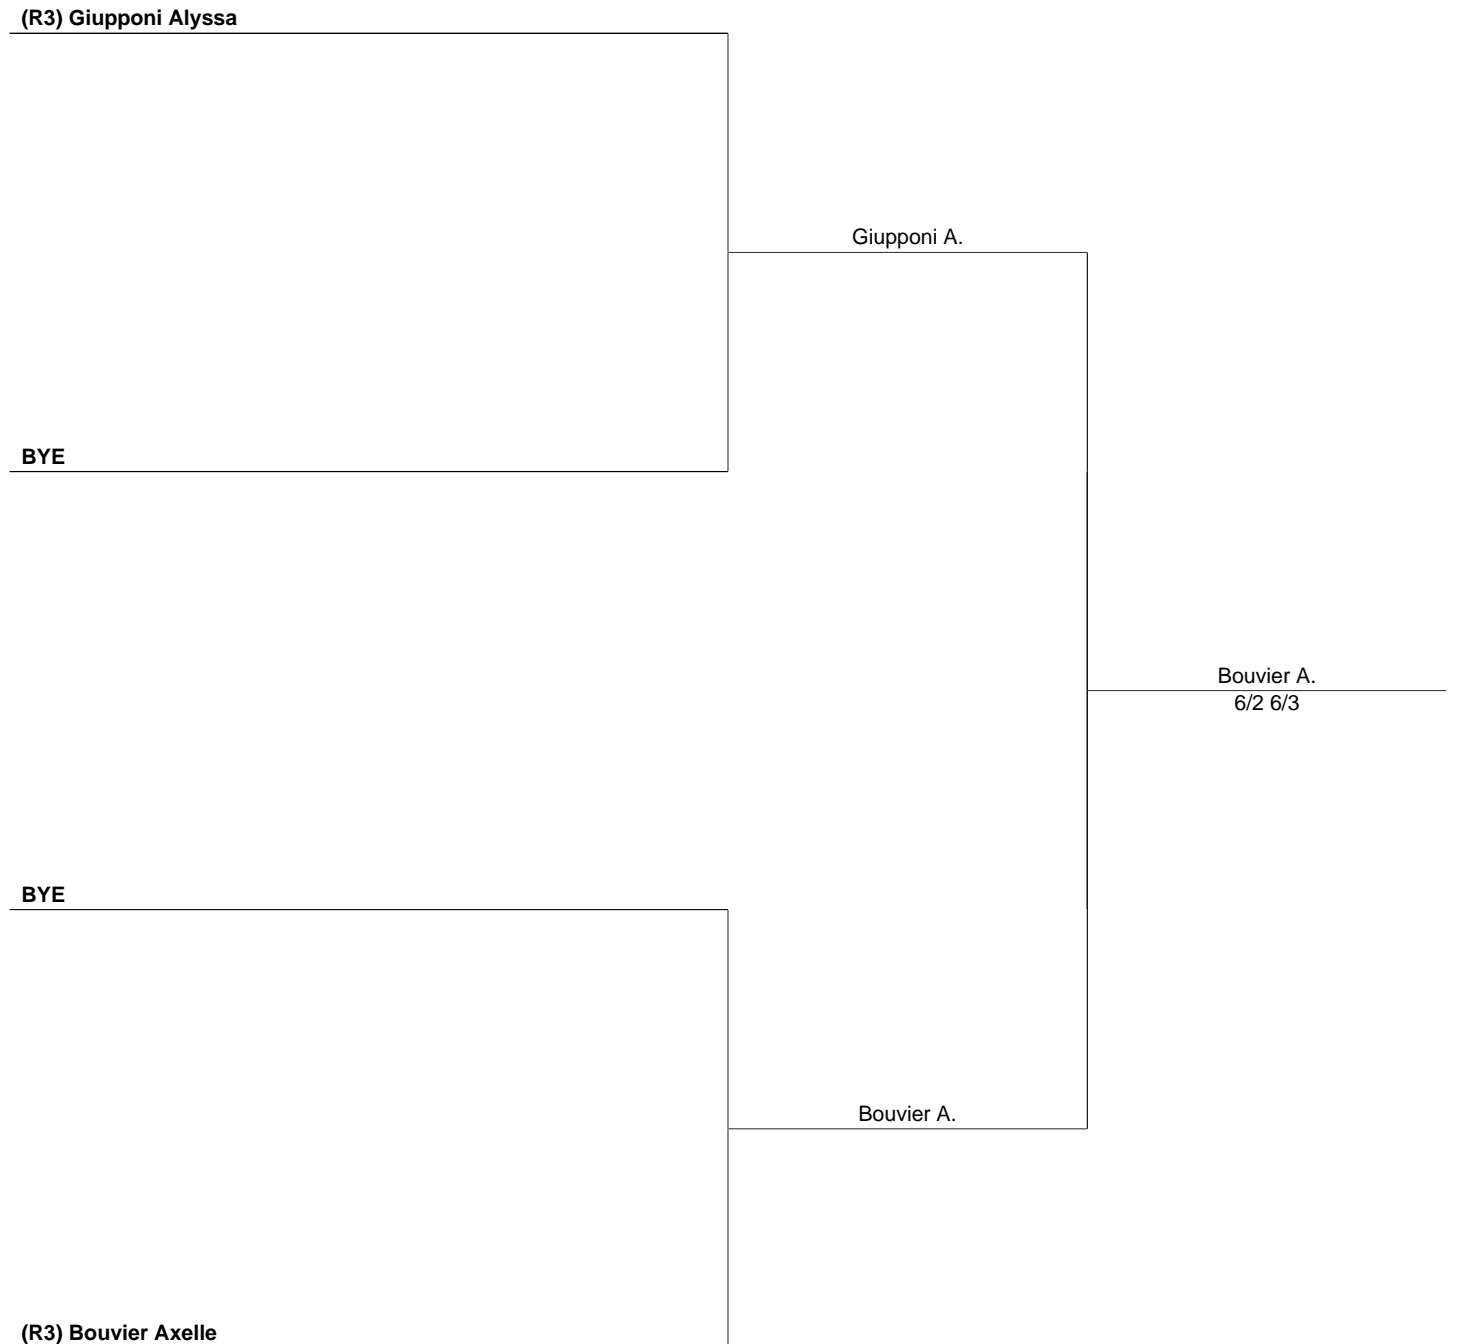 (R3) Giupponi Alyssa
Giupponi A.
BYE
Bouvier A.
6/2 6/3
BYE
Bouvier A.
(R3) Bouvier Axelle